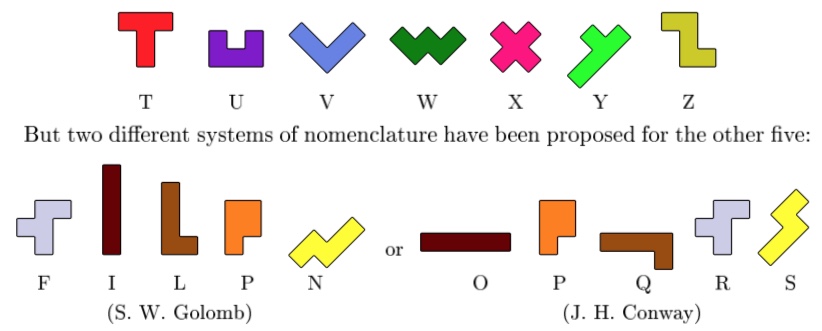 T U V W X Y Z
But two different systems of nomenclature have been proposed for the other five:
or
F I L P N O P Q R S
(S. W. Golomb) (J. H. Conway)